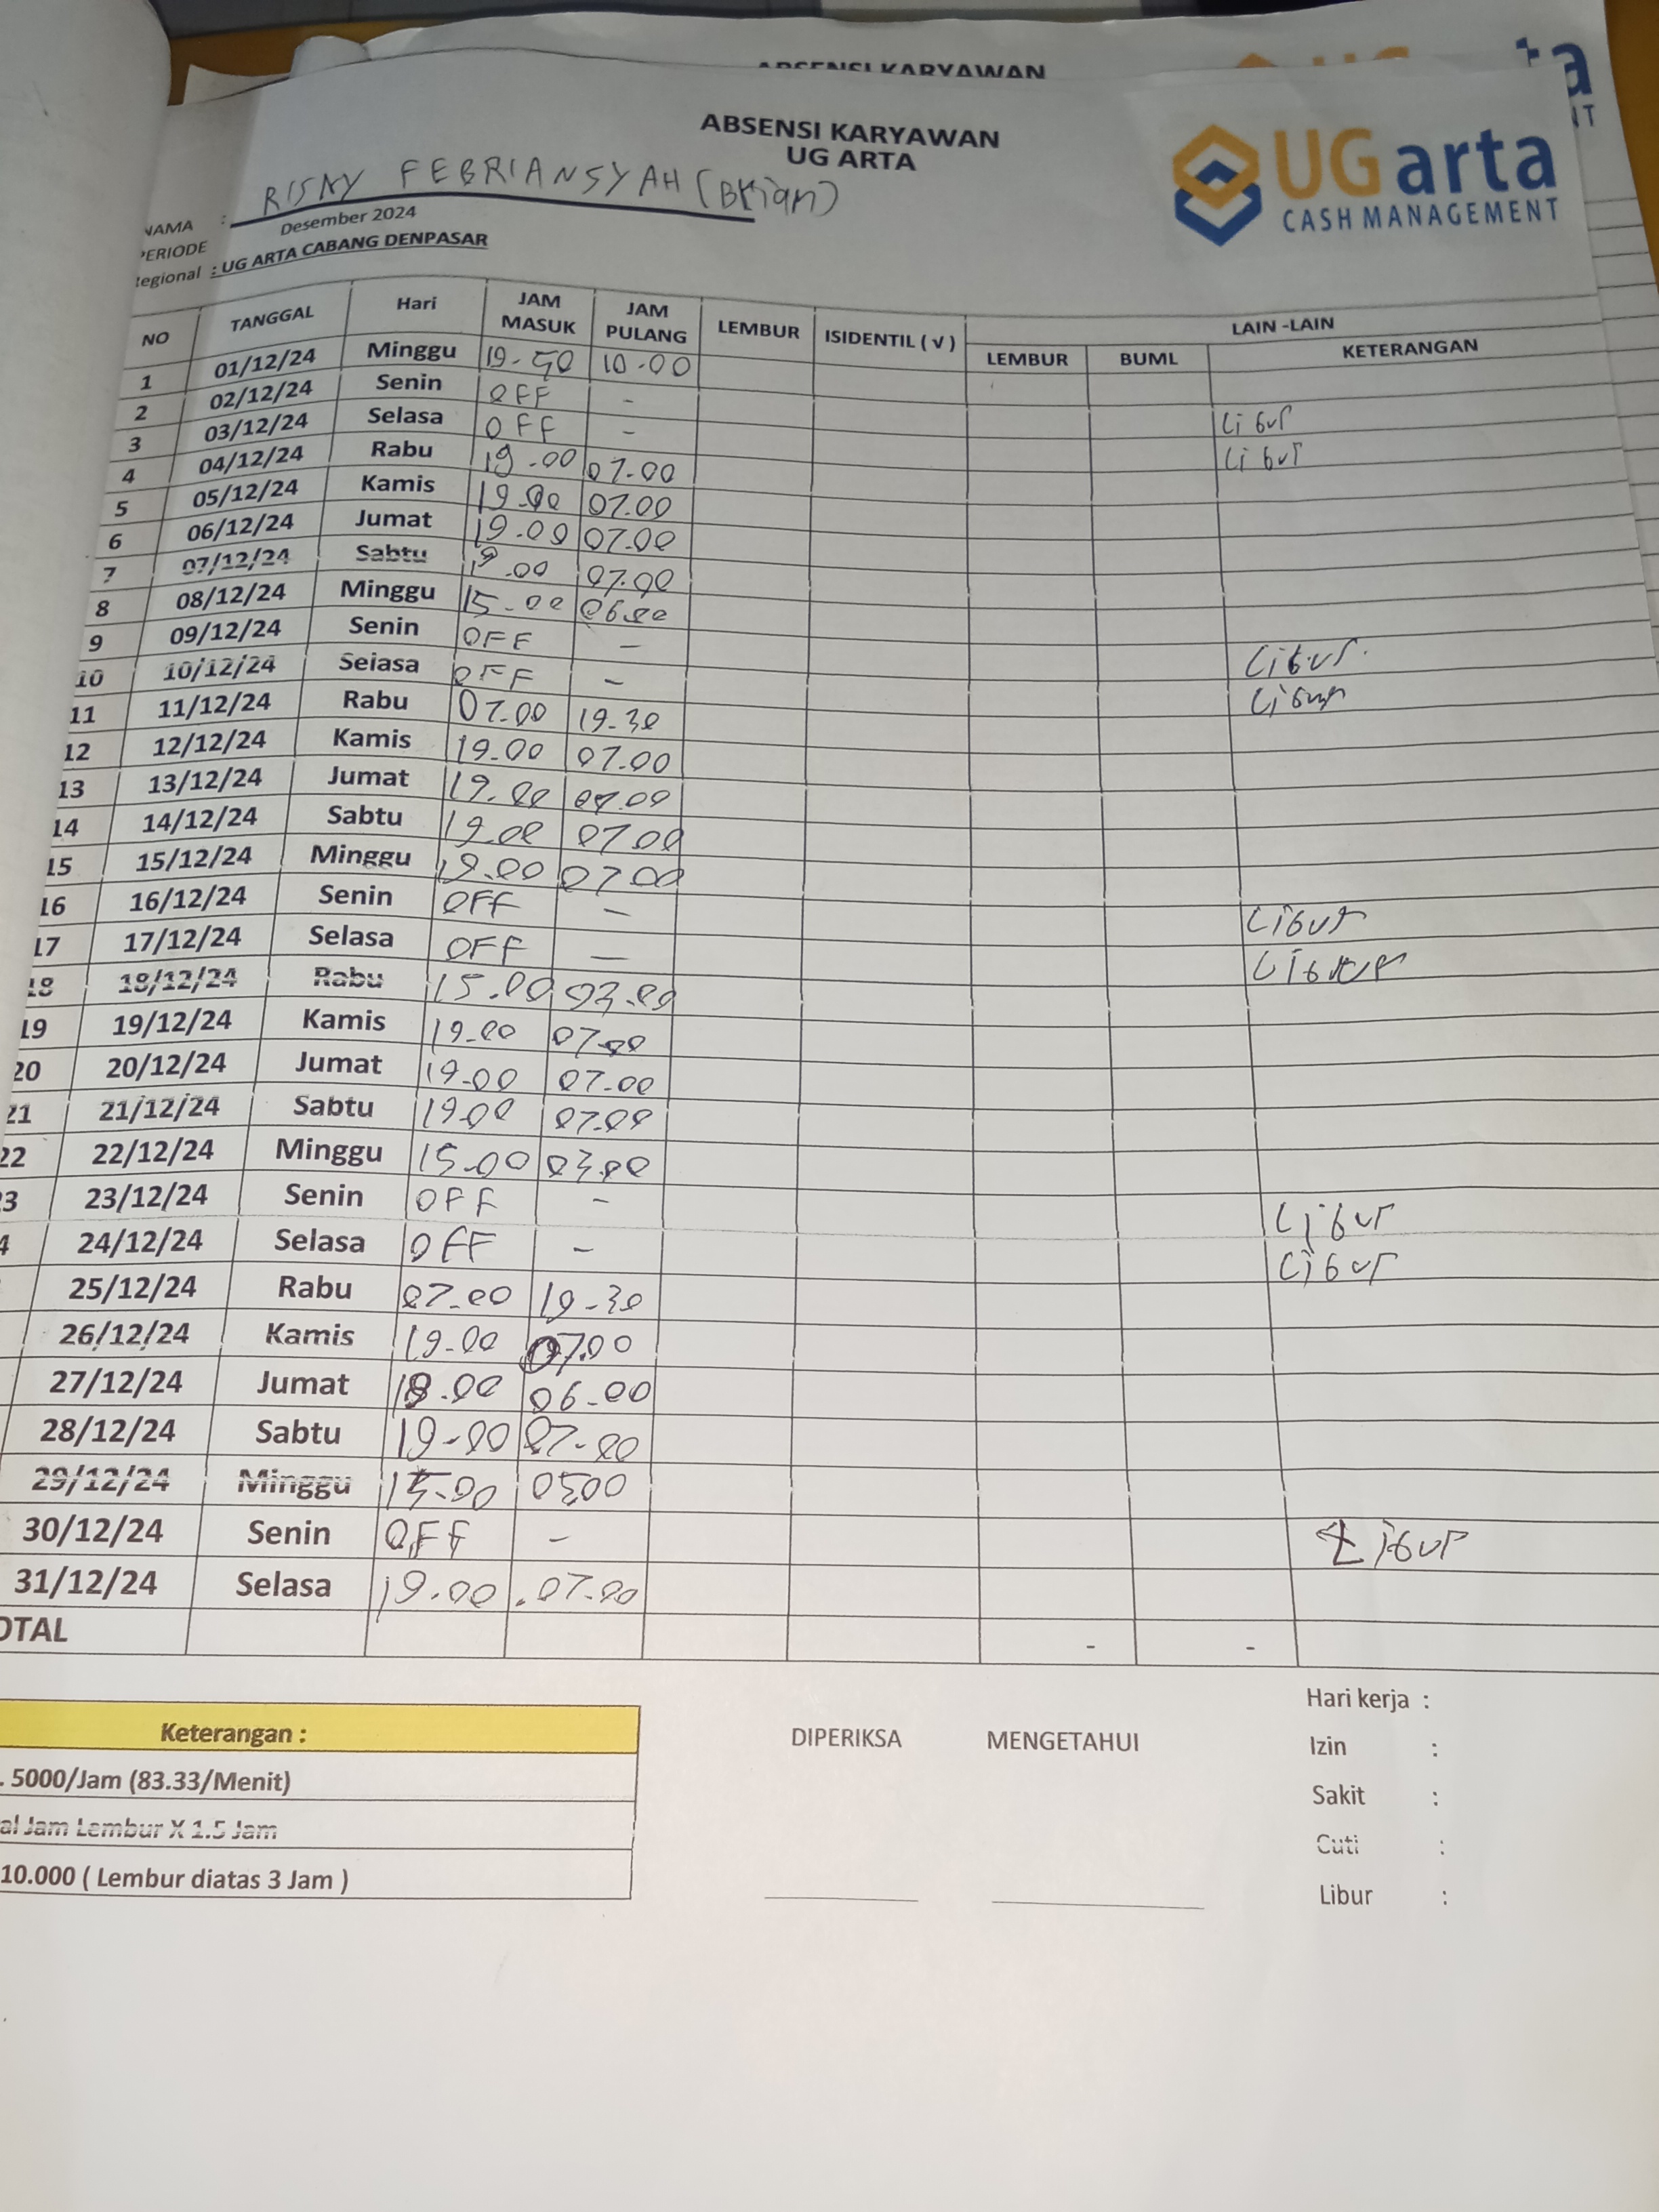 ABSENSI KARYAWAN
ABSENSI KARYAWAN
UG ARTA
UGarta
CASH MANAGEMENT
NAMA : RISKY FEBRIANSYAH (BRian)
PERIODE Desember 2024
Regional : UG ARTA CABANG DENPASAR
NO TANGGAL Hari JAM MASUK JAM PULANG LEMBUR ISIDENTIL (√) LAIN -LAIN
LEMBUR BUML KETERANGAN
1 01/12/24 Minggu 19-50 10.00
2 02/12/24 Senin OFF - Libur
3 03/12/24 Selasa OFF - Libur
4 04/12/24 Rabu 19.00 07.00
5 05/12/24 Kamis 19.00 07.00
6 06/12/24 Jumat 19.00 07.00
7 07/12/24 Sabtu 19.00 07.00
8 08/12/24 Minggu 15-00 06.00
9 09/12/24 Senin OFF - Libur.
10 10/12/24 Selasa OFF - Libur
11 11/12/24 Rabu 07.00 19-30
12 12/12/24 Kamis 19.00 07.00
13 13/12/24 Jumat 19.00 07.00
14 14/12/24 Sabtu 19.00 07.00
15 15/12/24 Minggu 19.00 07.00
16 16/12/24 Senin OFF - Libur
17 17/12/24 Selasa OFF - Libur
18 18/12/24 Rabu 15.00 03.00
19 19/12/24 Kamis 19-00 07-00
20 20/12/24 Jumat 19-00 07-00
21 21/12/24 Sabtu 19.00 07.00
22 22/12/24 Minggu 15-00 03.00
3 23/12/24 Senin OFF - Libur
4 24/12/24 Selasa OFF - Libur
25/12/24 Rabu 07-00 19-30
26/12/24 Kamis 19-00 07.00
27/12/24 Jumat 18.00 06-00
28/12/24 Sabtu 19-00 07-00
29/12/24 Minggu 15-00 0500
30/12/24 Senin OFF - Libur
31/12/24 Selasa 19.00 .07-00
OTAL - -
Keterangan :
. 5000/Jam (83.33/Menit)
al Jam Lembur X 1.5 Jam
10.000 ( Lembur diatas 3 Jam )
DIPERIKSA MENGETAHUI
Hari kerja :
Izin :
Sakit :
Cuti :
Libur :